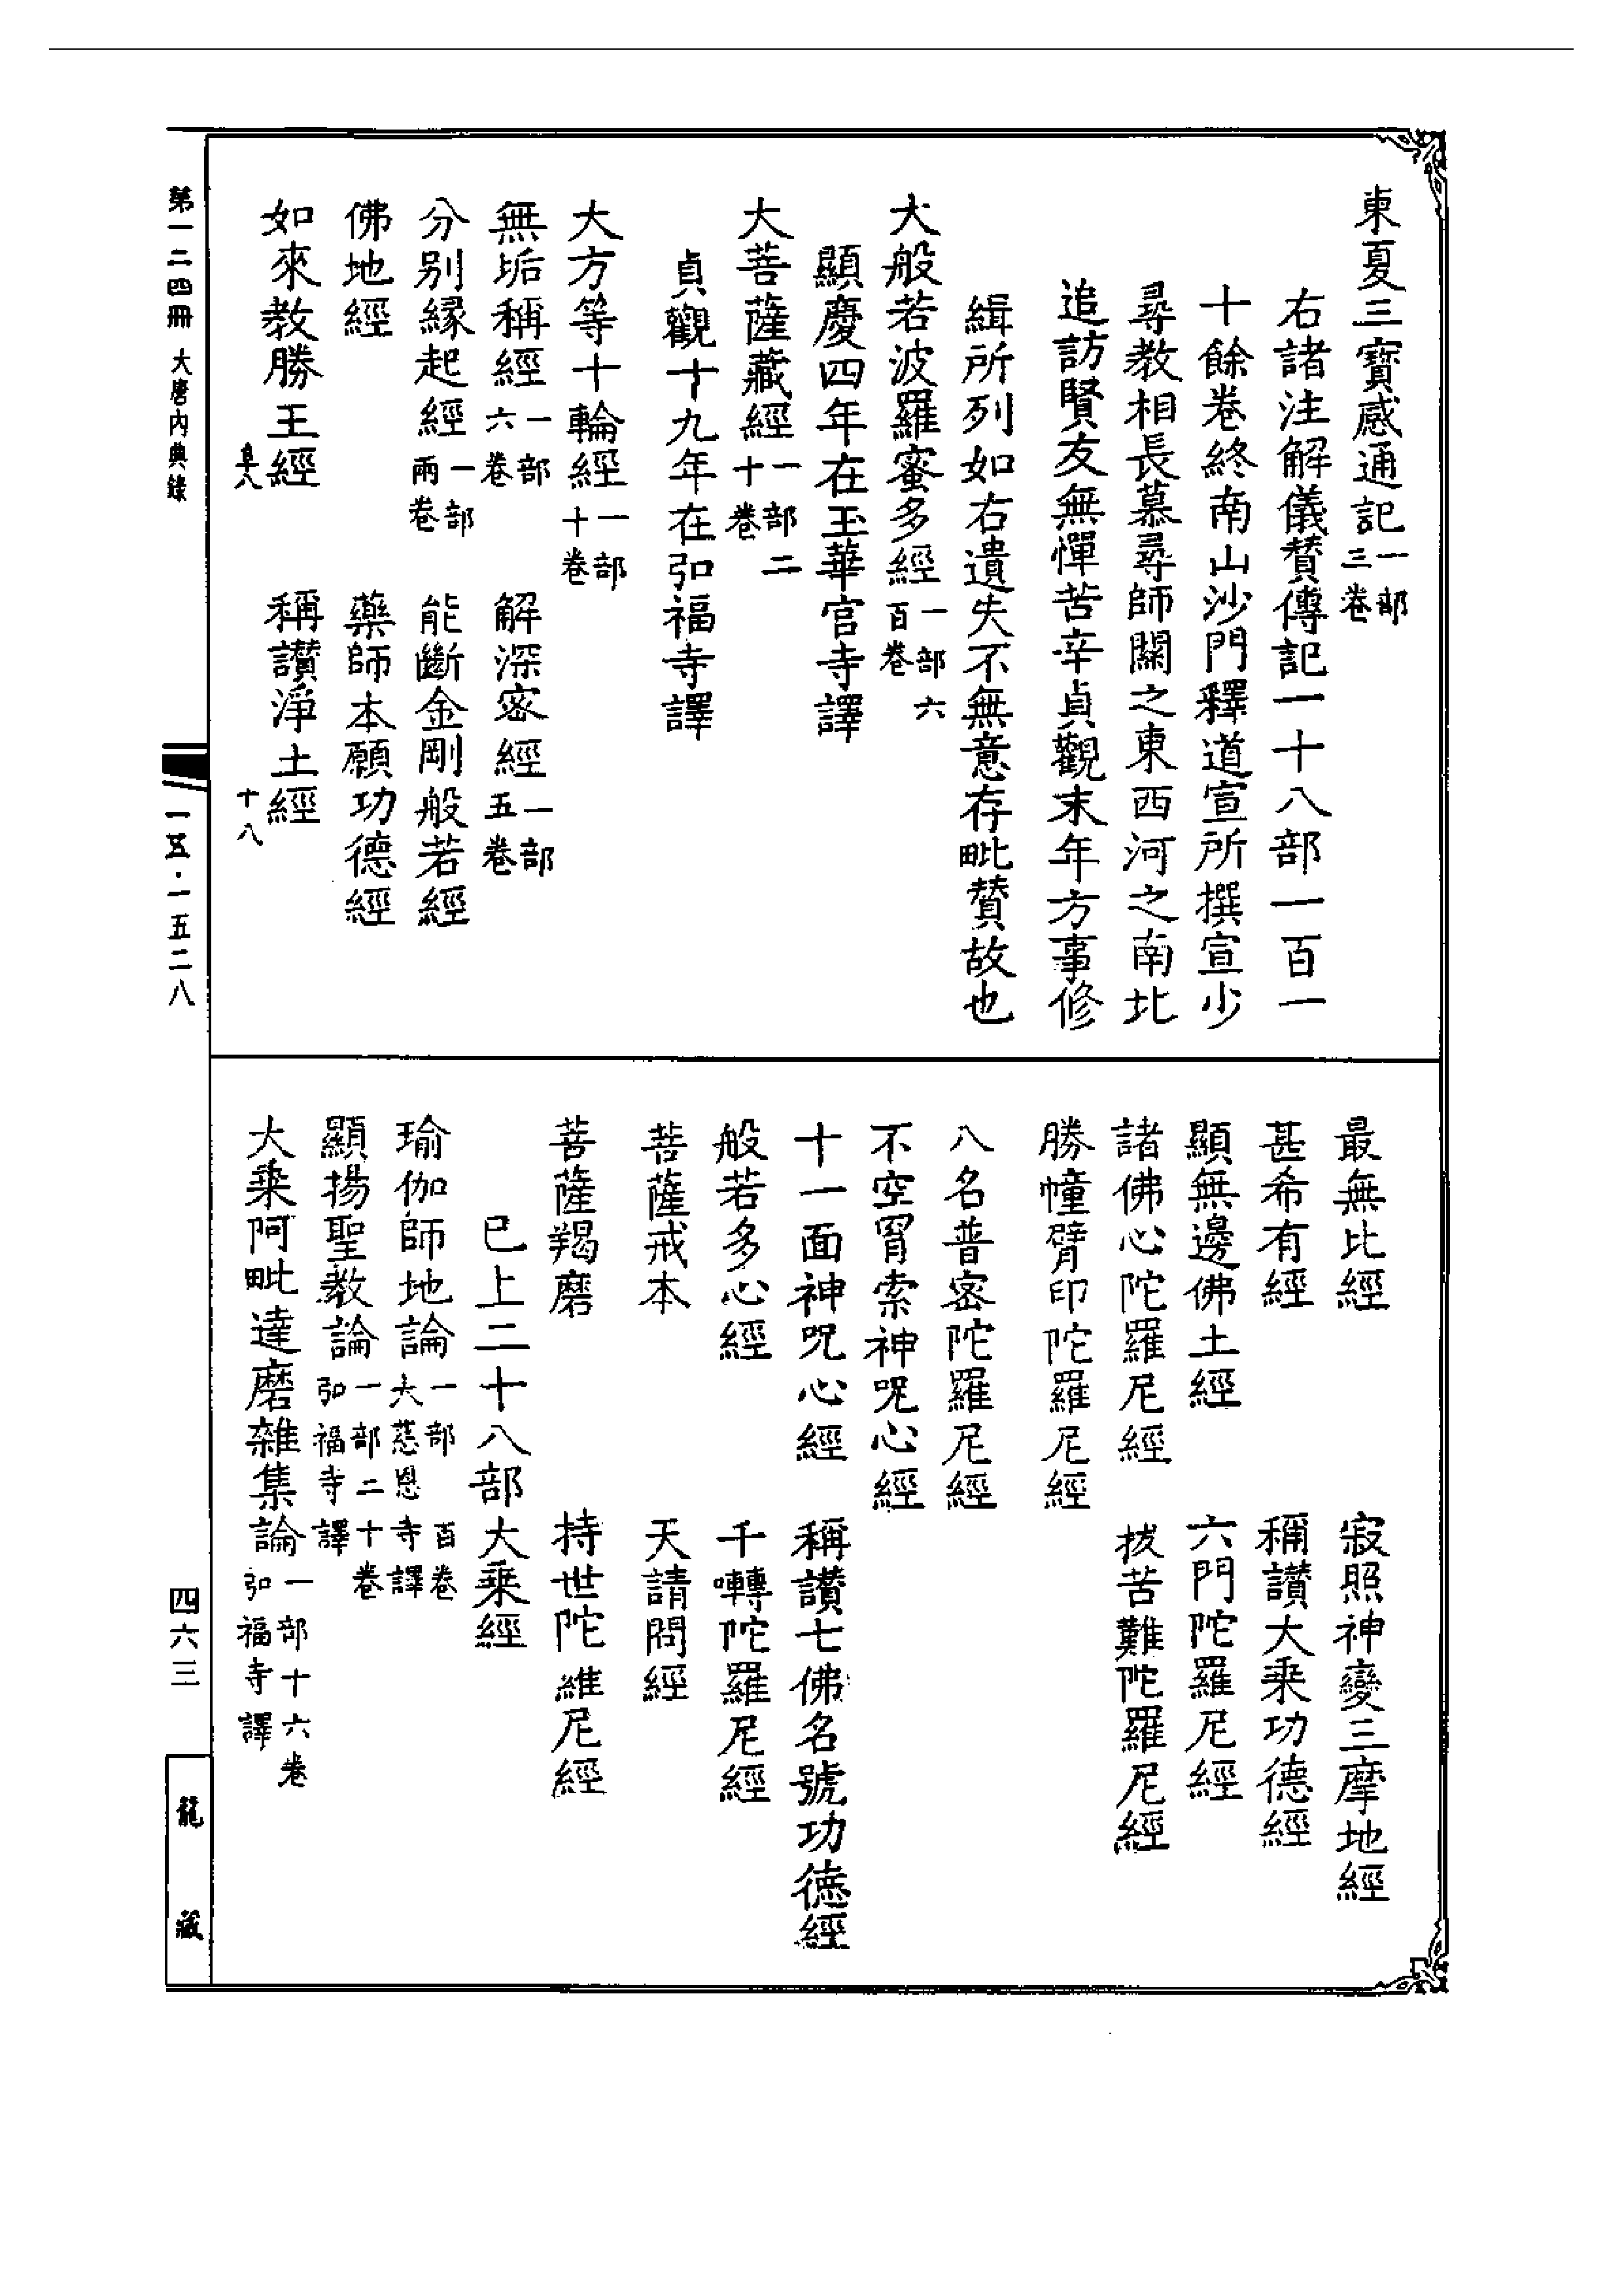 東夏三寶感通記一部三卷
右諸注解儀賛傳記一十八部一百一
十餘卷終南山沙門釋道宣所撰宣少
尋教相長慕尋師關之東西河之南北
追訪賢友無憚苦辛貞觀末年方事修
緝所列如右遺失不無意存毗賛故也
大般若波羅蜜多經一部六百卷
顯慶四年在玉華官寺譯
大菩薩藏經一部二十卷
貞觀十九年在弘福寺譯
大方等十輪經一部十卷
無垢稱經一部六卷 解深密經一部五卷
分别縁起經一部兩卷 能斷金剛般若經
佛地經 藥師本願功德經
如來教勝王經 稱讃淨土經
阜八 十八
最無比經 寂照神變三摩地經
甚希有經 稱讃大乗功德經
顯無邊佛土經 六門陀羅尼經
諸佛心陀羅尼經 拔苦難陀羅尼經
勝幢臂印陀羅尼經
八名普密陀羅尼經
不空罥索神呪心經
十一面神呪心經 稱讃七佛名號功德經
般若多心經 千囀陀羅尼經
菩薩戒本 天請問經
菩薩羯磨 持世陀羅尼經
已上二十八部大乗經
瑜伽師地論一部百卷大慈恩寺譯
顯揚聖教論一部二十卷弘福寺譯
大乗阿毗達磨雜集論一部十六卷弘福寺譯
第一二四冊 大唐内典錄
一五·一五二八
四六三
龍藏